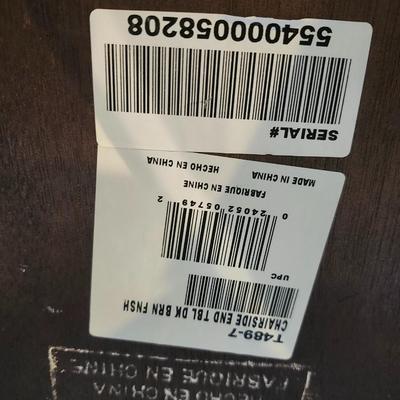 HECHO EN CHINA
FABRIQUE EN CHINE
T489-7
CHAIRSIDE END TBL DK BRN FNSH
UPC
0 24052 05749 2
MADE IN CHINA
FABRIQUE EN CHINE
HECHO EN CHINA
SERIAL#
554000058208